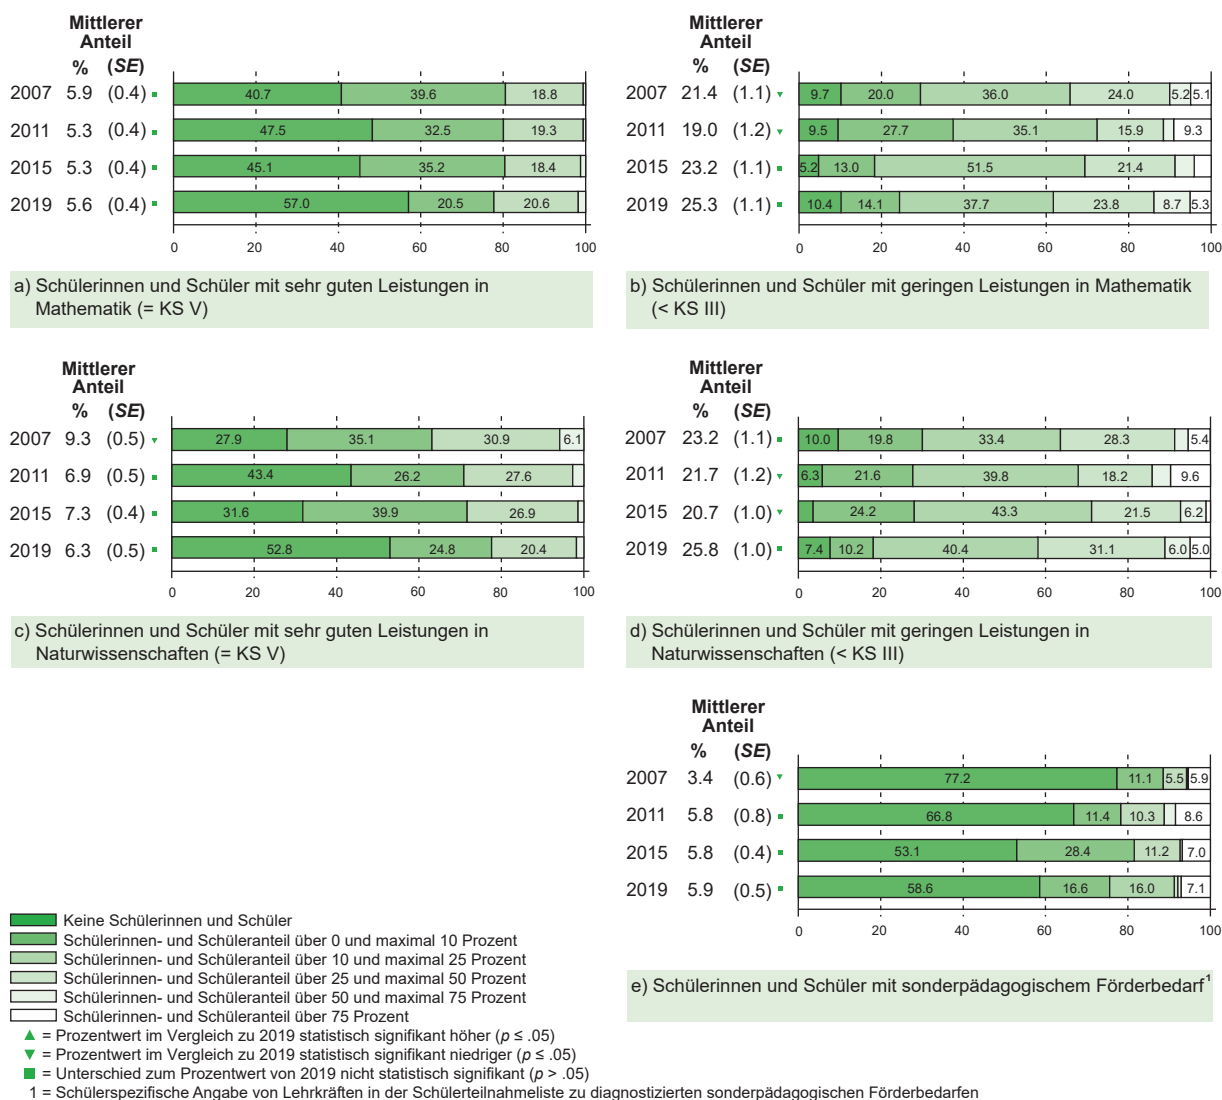 Mittlerer
Anteil
% (SE)
2007 5.9 (0.4) 40.7 39.6 18.8
2011 5.3 (0.4) 47.5 32.5 19.3
2015 5.3 (0.4) 45.1 35.2 18.4
2019 5.6 (0.4) 57.0 20.5 20.6
0 20 40 60 80 100
a) Schülerinnen und Schüler mit sehr guten Leistungen in
Mathematik (= KS V)
Mittlerer
Anteil
% (SE)
2007 21.4 (1.1) 9.7 20.0 36.0 24.0 5.2 5.1
2011 19.0 (1.2) 9.5 27.7 35.1 15.9 9.3
2015 23.2 (1.1) 5.2 13.0 51.5 21.4
2019 25.3 (1.1) 10.4 14.1 37.7 23.8 8.7 5.3
0 20 40 60 80 100
b) Schülerinnen und Schüler mit geringen Leistungen in Mathematik
(< KS III)
Mittlerer
Anteil
% (SE)
2007 9.3 (0.5) 27.9 35.1 30.9 6.1
2011 6.9 (0.5) 43.4 26.2 27.6
2015 7.3 (0.4) 31.6 39.9 26.9
2019 6.3 (0.5) 52.8 24.8 20.4
0 20 40 60 80 100
c) Schülerinnen und Schüler mit sehr guten Leistungen in
Naturwissenschaften (= KS V)
Mittlerer
Anteil
% (SE)
2007 23.2 (1.1) 10.0 19.8 33.4 28.3 5.4
2011 21.7 (1.2) 6.3 21.6 39.8 18.2 9.6
2015 20.7 (1.0) 24.2 43.3 21.5 6.2
2019 25.8 (1.0) 7.4 10.2 40.4 31.1 6.0 5.0
0 20 40 60 80 100
d) Schülerinnen und Schüler mit geringen Leistungen in
Naturwissenschaften (< KS III)
Mittlerer
Anteil
% (SE)
2007 3.4 (0.6) 77.2 11.1 5.5 5.9
2011 5.8 (0.8) 66.8 11.4 10.3 8.6
2015 5.8 (0.4) 53.1 28.4 11.2 7.0
2019 5.9 (0.5) 58.6 16.6 16.0 7.1
0 20 40 60 80 100
e) Schülerinnen und Schüler mit sonderpädagogischem Förderbedarf¹
Keine Schülerinnen und Schüler
Schülerinnen- und Schüleranteil über 0 und maximal 10 Prozent
Schülerinnen- und Schüleranteil über 10 und maximal 25 Prozent
Schülerinnen- und Schüleranteil über 25 und maximal 50 Prozent
Schülerinnen- und Schüleranteil über 50 und maximal 75 Prozent
Schülerinnen- und Schüleranteil über 75 Prozent
▲ = Prozentwert im Vergleich zu 2019 statistisch signifikant höher (p ≤ .05)
▼ = Prozentwert im Vergleich zu 2019 statistisch signifikant niedriger (p ≤ .05)
■ = Unterschied zum Prozentwert von 2019 nicht statistisch signifikant (p > .05)
1 = Schülerspezifische Angabe von Lehrkräften in der Schülerteilnahmeliste zu diagnostizierten sonderpädagogischen Förderbedarfen